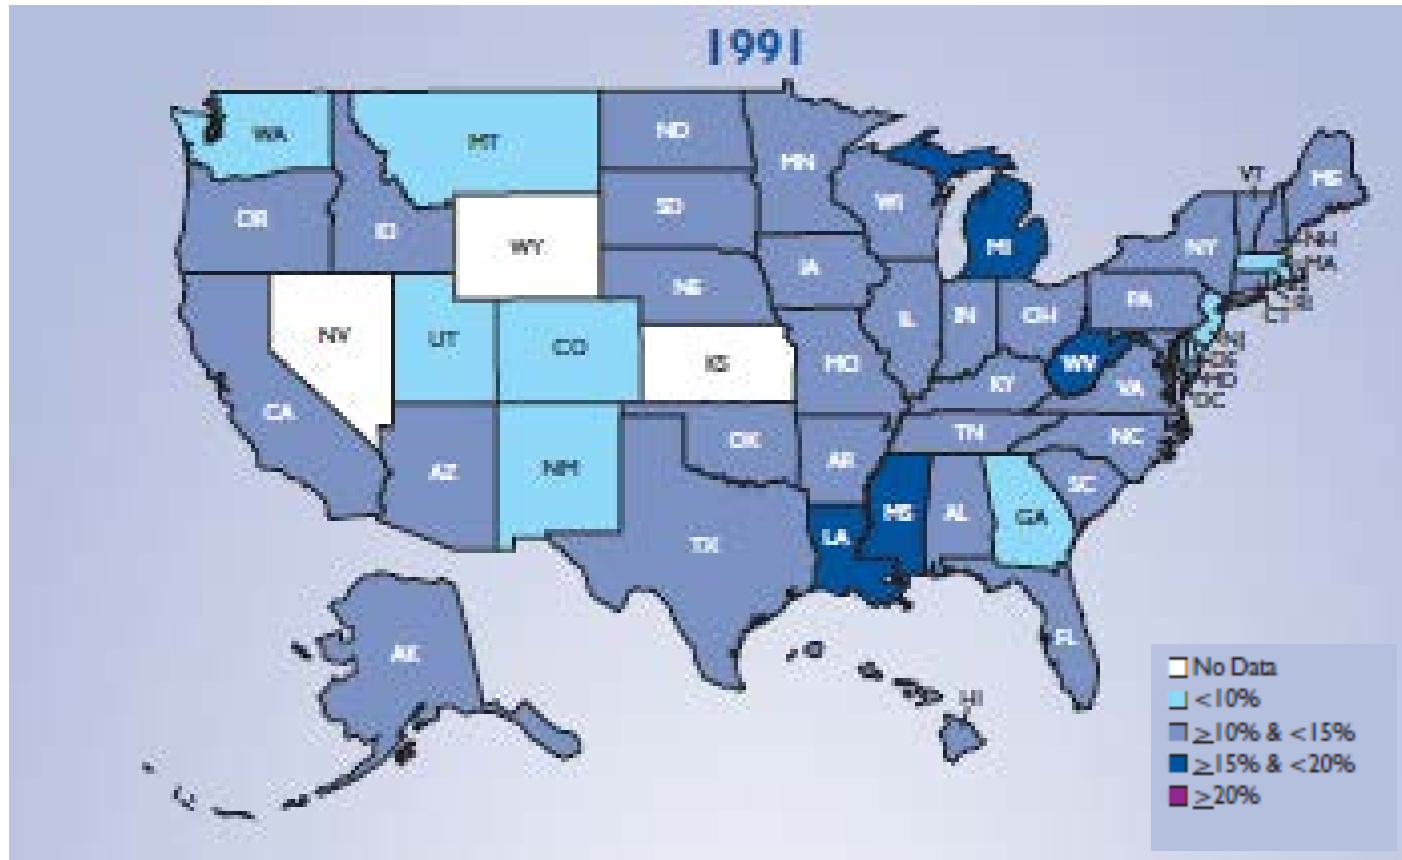 1991
WA
MT
ND
MN
VT
ME
OR
ID
SD
WI
MI
NY
NH
MA
WY
IA
NE
PA
CT
NV
UT
CO
KS
MO
IL
IN
OH
WV
VA
NJ
MD
DC
KY
CA
AZ
NM
OK
AR
TN
NC
SC
TX
LA
MS
AL
GA
FL
AK
HI
No Data
<10%
≥10% & <15%
≥15% & <20%
≥20%